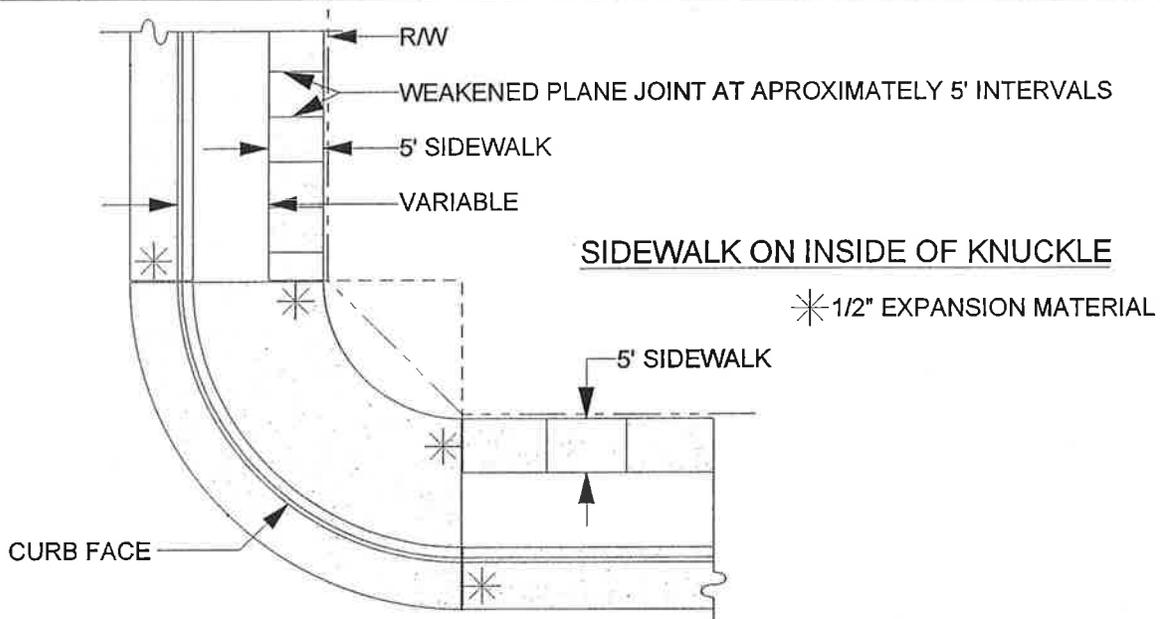 R/W
WEAKENED PLANE JOINT AT APROXIMATELY 5' INTERVALS
5' SIDEWALK
VARIABLE
SIDEWALK ON INSIDE OF KNUCKLE
1/2" EXPANSION MATERIAL
5' SIDEWALK
CURB FACE